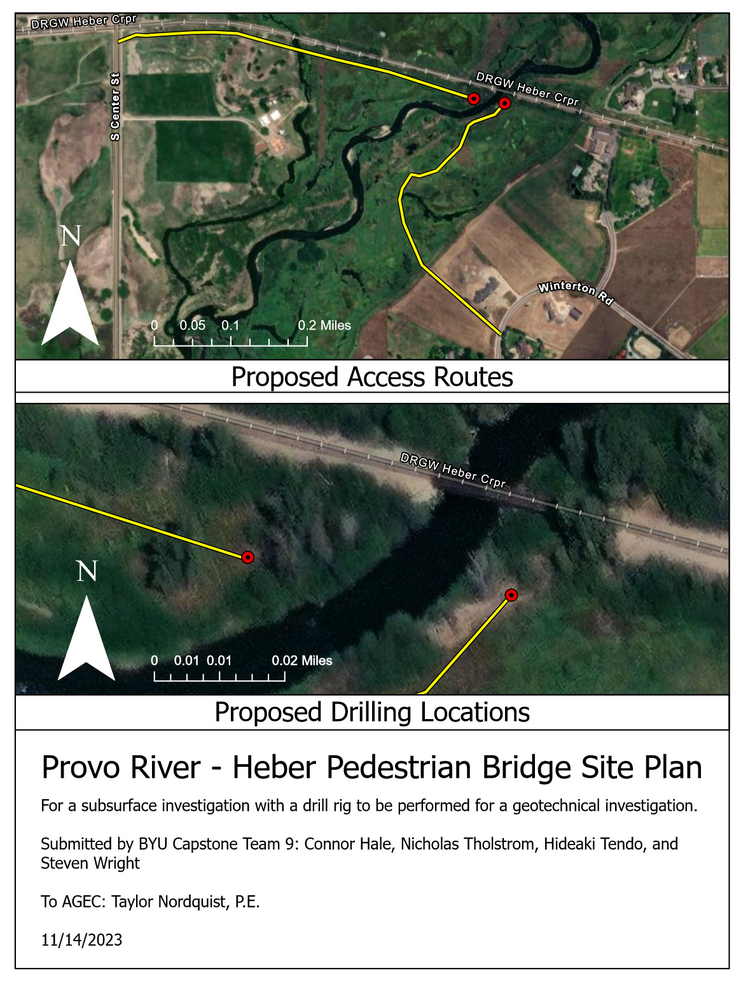 DRGW Heber Crpr
S Center St
DRGW Heber Crpr
Winterton Rd
N
0 0.05 0.1 0.2 Miles
Proposed Access Routes
DRGW Heber Crpr
N
0 0.01 0.01 0.02 Miles
Proposed Drilling Locations
Provo River - Heber Pedestrian Bridge Site Plan
For a subsurface investigation with a drill rig to be performed for a geotechnical investigation.
Submitted by BYU Capstone Team 9: Connor Hale, Nicholas Tholstrom, Hideaki Tendo, and
Steven Wright
To AGEC: Taylor Nordquist, P.E.
11/14/2023